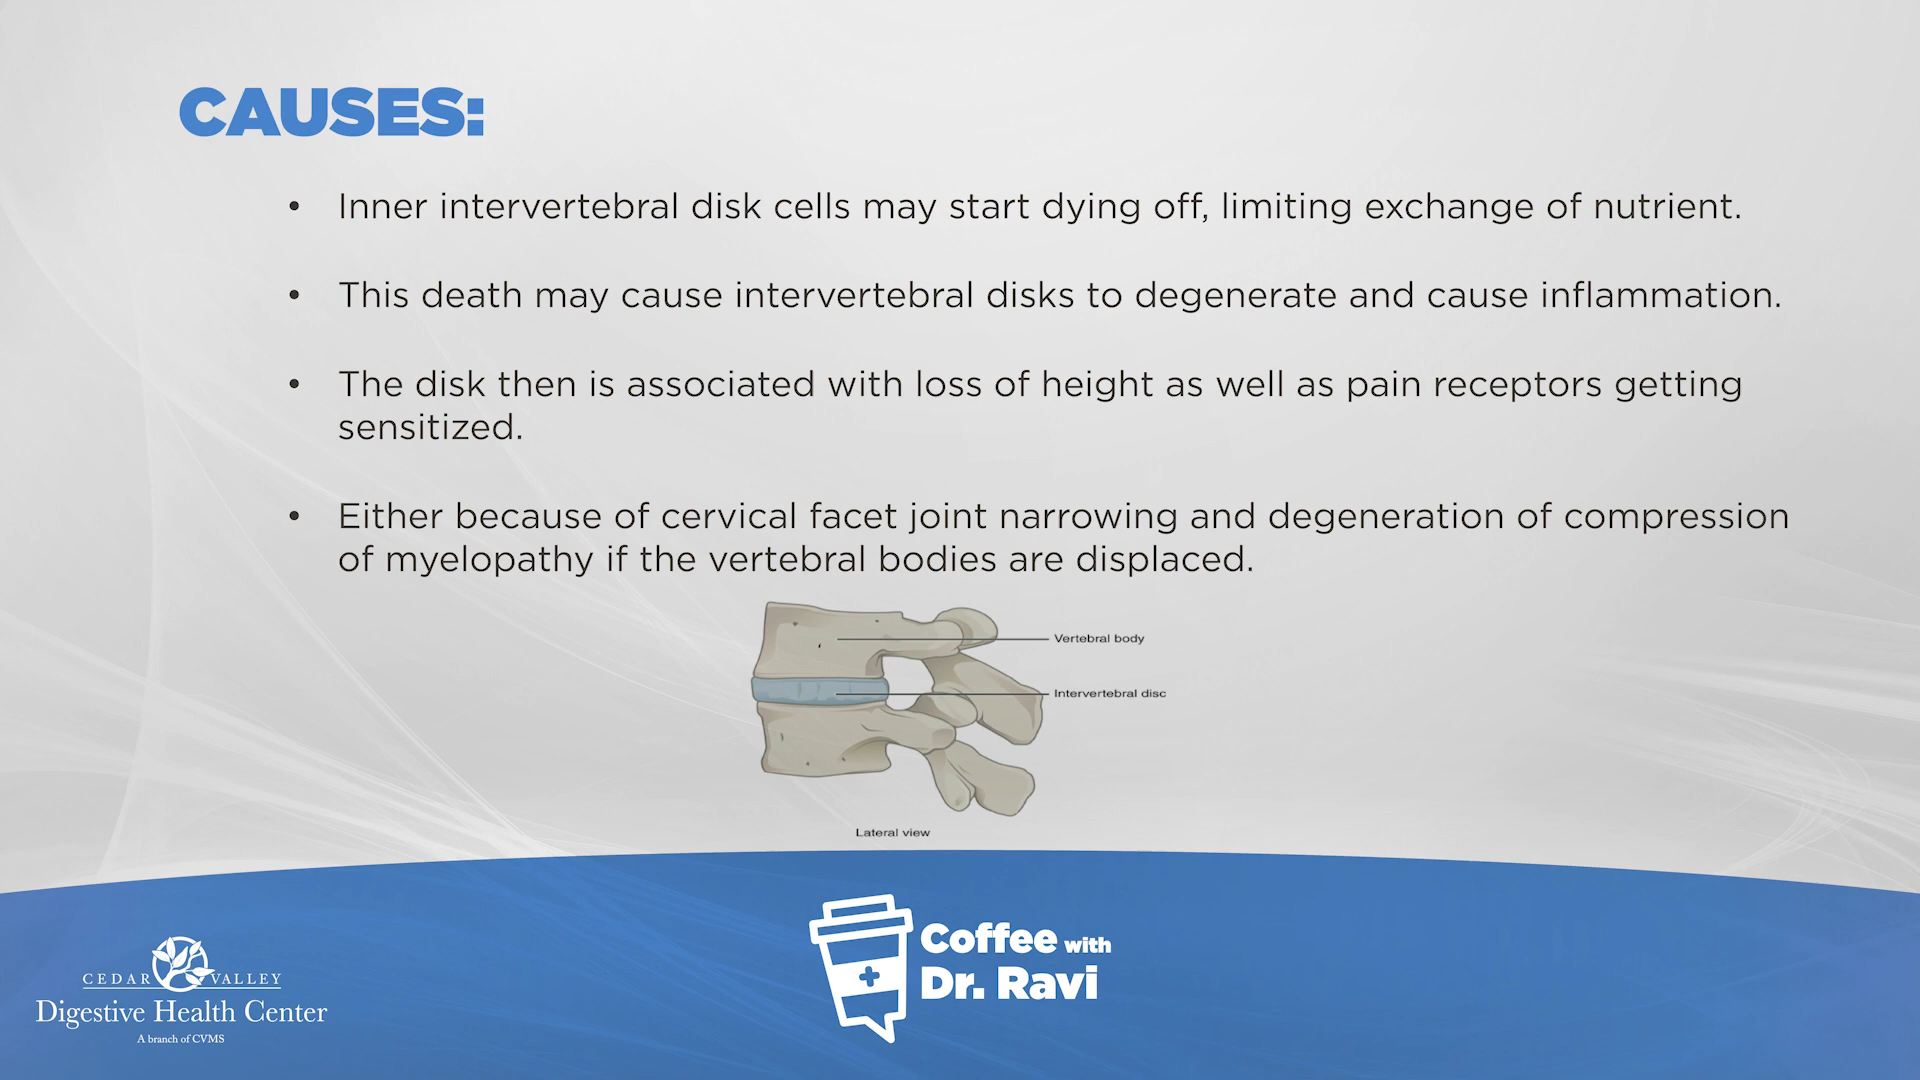 CAUSES:
• Inner intervertebral disk cells may start dying off, limiting exchange of nutrient.
• This death may cause intervertebral disks to degenerate and cause inflammation.
• The disk then is associated with loss of height as well as pain receptors getting
sensitized.
• Either because of cervical facet joint narrowing and degeneration of compression
of myelopathy if the vertebral bodies are displaced.
Vertebral body
Intervertebral disc
Lateral view
CEDAR VALLEY
Digestive Health Center
A branch of CVMS
Coffee with
Dr. Ravi